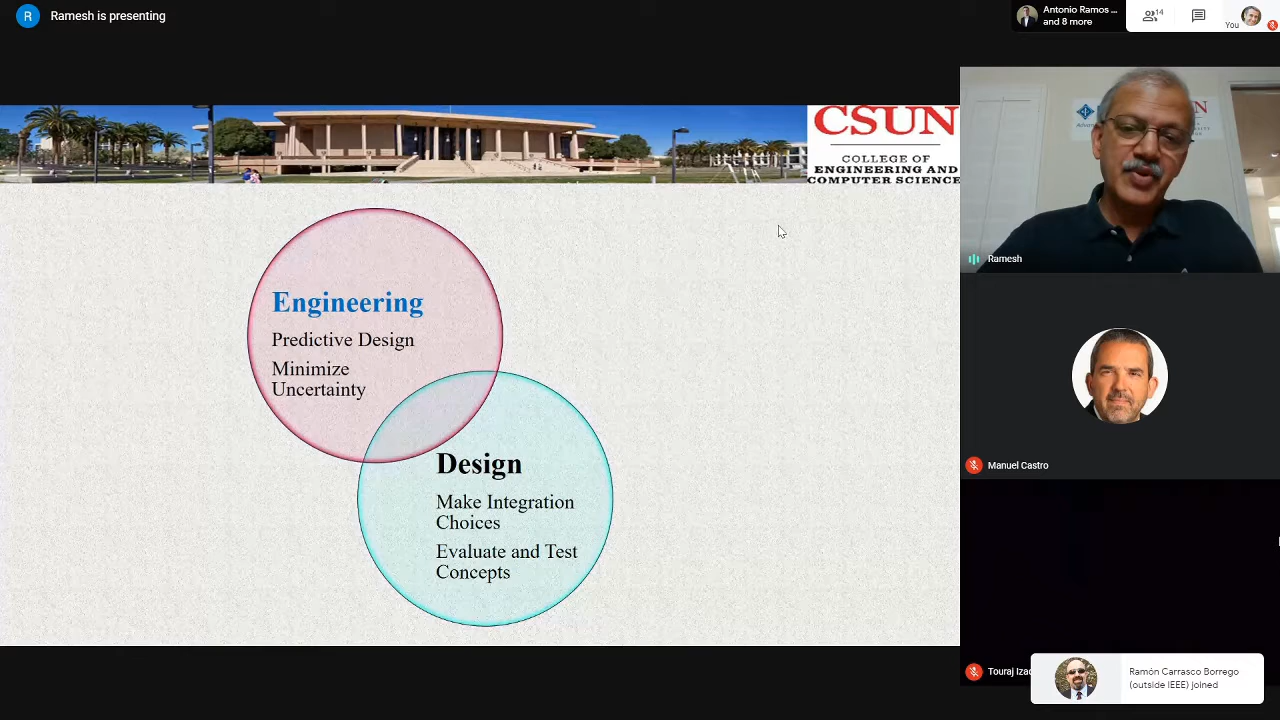 R
Ramesh is presenting
Antonio Ramos ...
and 8 more
14
You
CSUN
COLLEGE OF
ENGINEERING AND
COMPUTER SCIENCE
Engineering
Predictive Design
Minimize
Uncertainty
Design
Make Integration
Choices
Evaluate and Test
Concepts
Ramesh
Manuel Castro
Touraj
Ramón Carrasco Borrego
(outside IEEE) joined